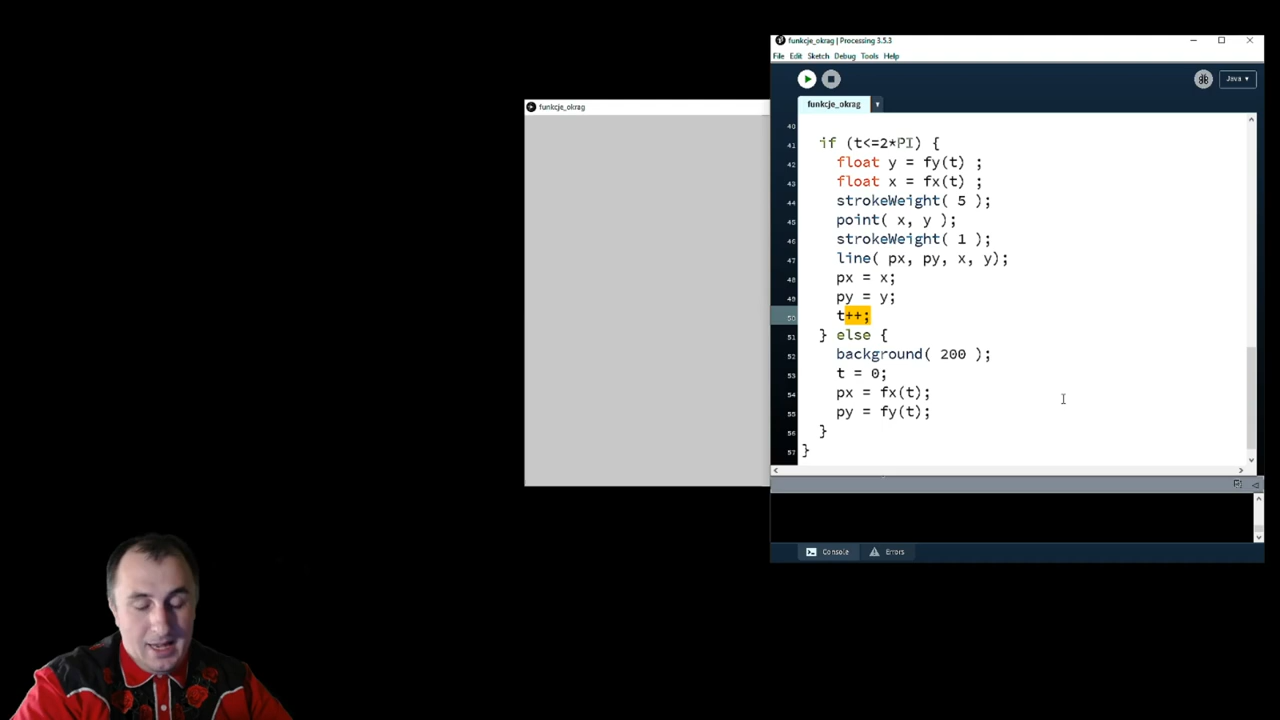 funkcje_okrag | Processing 3.5.3
File Edit Sketch Debug Tools Help
Java ▾
funkcje_okrag
funkcje_okrag
40
41 if (t<=2*PI) {
42 float y = fy(t) ;
43 float x = fx(t) ;
44 strokeWeight( 5 );
45 point( x, y );
46 strokeWeight( 1 );
47 line( px, py, x, y);
48 px = x;
49 py = y;
50 t++;
51 } else {
52 background( 200 );
53 t = 0;
54 px = fx(t);
55 py = fy(t);
56 }
57 }
Console Errors